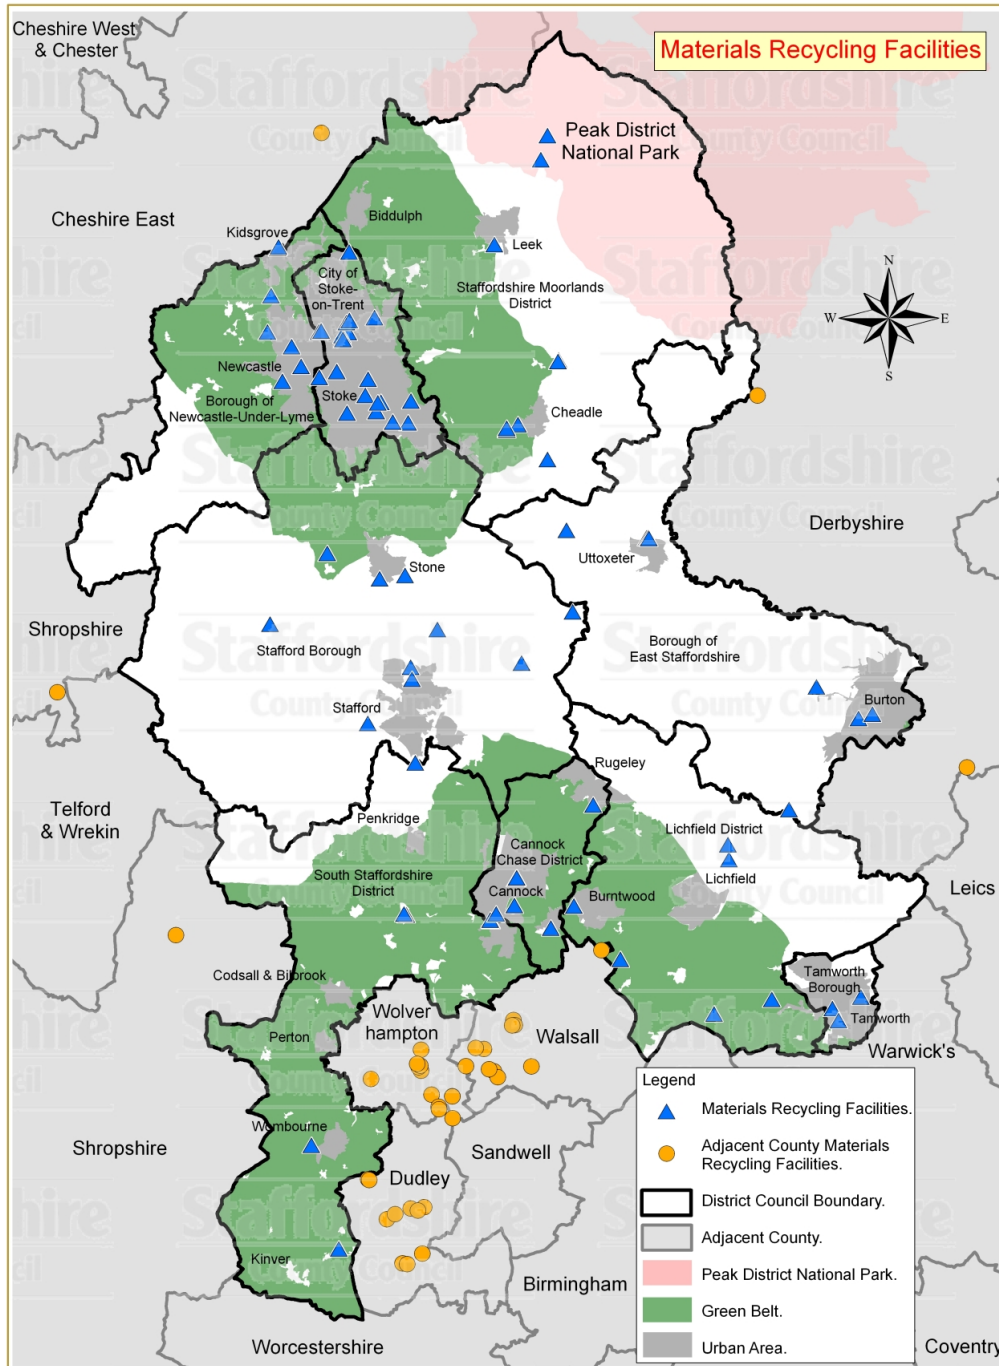 Cheshire West
& Chester
Materials Recycling Facilities
Peak District
National Park
Cheshire East
Biddulph
Kidsgrove
Leek
City of
Stoke-
on-Trent
Staffordshire Moorlands
District
N
W
E
S
Newcastle
Stoke
Borough of
Newcastle-Under-Lyme
Cheadle
Derbyshire
Uttoxeter
Stone
Shropshire
Stafford Borough
Borough of
East Staffordshire
Stafford
Burton
Rugeley
Telford
& Wrekin
Penkridge
Lichfield District
Cannock
Chase District
Lichfield
South Staffordshire
District
Cannock
Burntwood
Leics
Codsall & Bilbrook
Tamworth
Borough
Tamworth
Wolver
hampton
Walsall
Perton
Warwick's
Wombourne
Shropshire
Sandwell
Dudley
Kinver
Birmingham
Worcestershire
Coventry
Legend
Materials Recycling Facilities.
Adjacent County Materials
Recycling Facilities.
District Council Boundary.
Adjacent County.
Peak District National Park.
Green Belt.
Urban Area.
Staffordshire
County Council